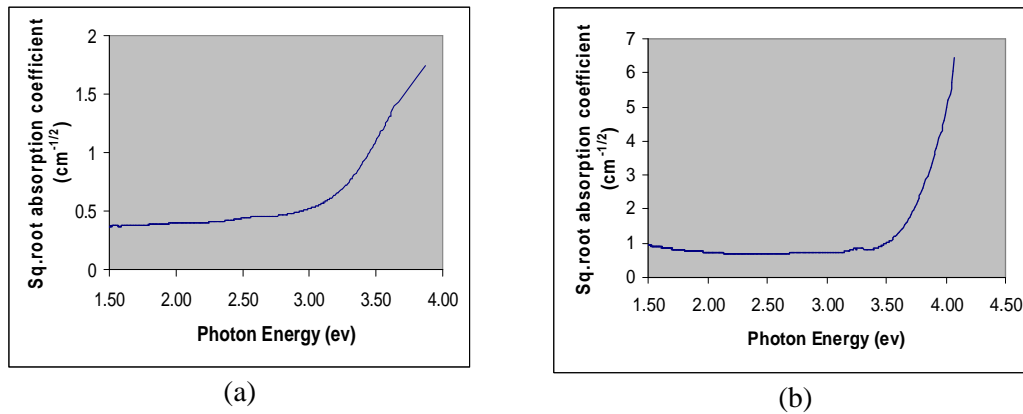 Sq.root absorption coefficient
(cm-1/2)
2
1.5
1
0.5
0
1.50 2.00 2.50 3.00 3.50 4.00
Photon Energy (ev)
(a)
Sq.root absorption coefficient
(cm-1/2)
7
6
5
4
3
2
1
0
1.50 2.00 2.50 3.00 3.50 4.00 4.50
Photon Energy (ev)
(b)